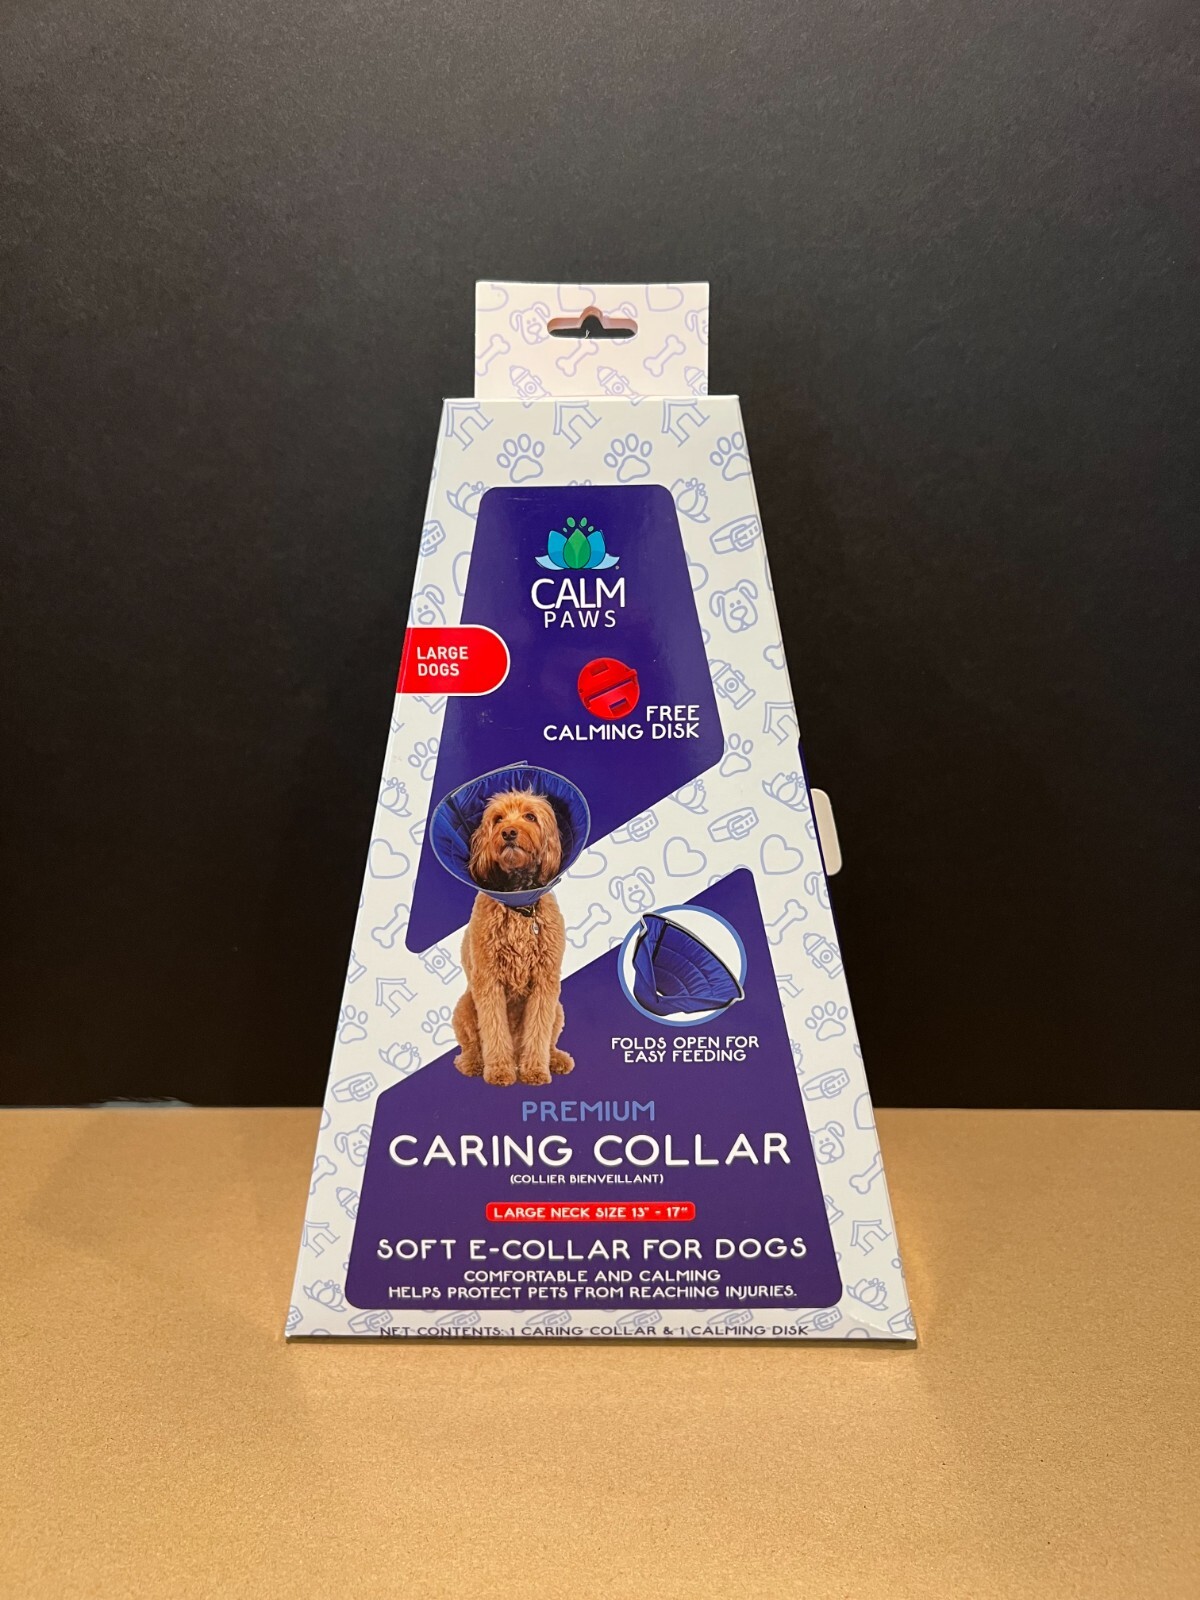 CALM
PAWS
LARGE
DOGS
FREE
CALMING DISK
FOLDS OPEN FOR
EASY FEEDING
PREMIUM
CARING COLLAR
(COLLIER BIENVEILLANT)
LARGE NECK SIZE 13" - 17"
SOFT E-COLLAR FOR DOGS
COMFORTABLE AND CALMING
HELPS PROTECT PETS FROM REACHING INJURIES.
NET CONTENTS: 1 CARING COLLAR & 1 CALMING DISK